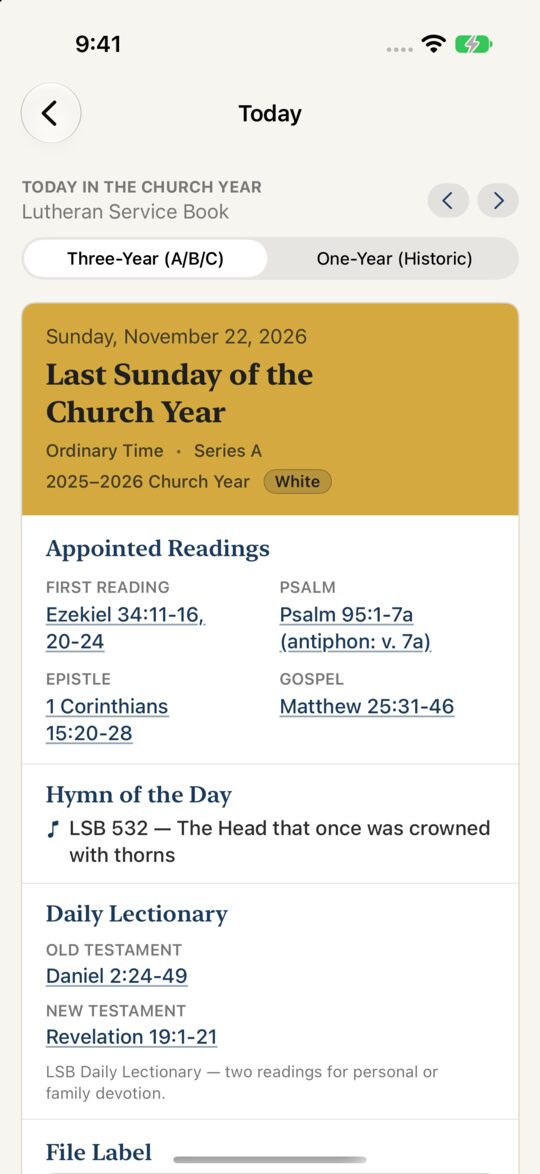 9:41
Today
TODAY IN THE CHURCH YEAR
Lutheran Service Book
Three-Year (A/B/C)
One-Year (Historic)
Sunday, November 22, 2026
Last Sunday of the
Church Year
Ordinary Time · Series A
2025–2026 Church Year White
Appointed Readings
FIRST READING
Ezekiel 34:11-16,
20-24
PSALM
Psalm 95:1-7a
(antiphon: v. 7a)
EPISTLE
1 Corinthians
15:20-28
GOSPEL
Matthew 25:31-46
Hymn of the Day
LSB 532 — The Head that once was crowned
with thorns
Daily Lectionary
OLD TESTAMENT
Daniel 2:24-49
NEW TESTAMENT
Revelation 19:1-21
LSB Daily Lectionary — two readings for personal or
family devotion.
File Label